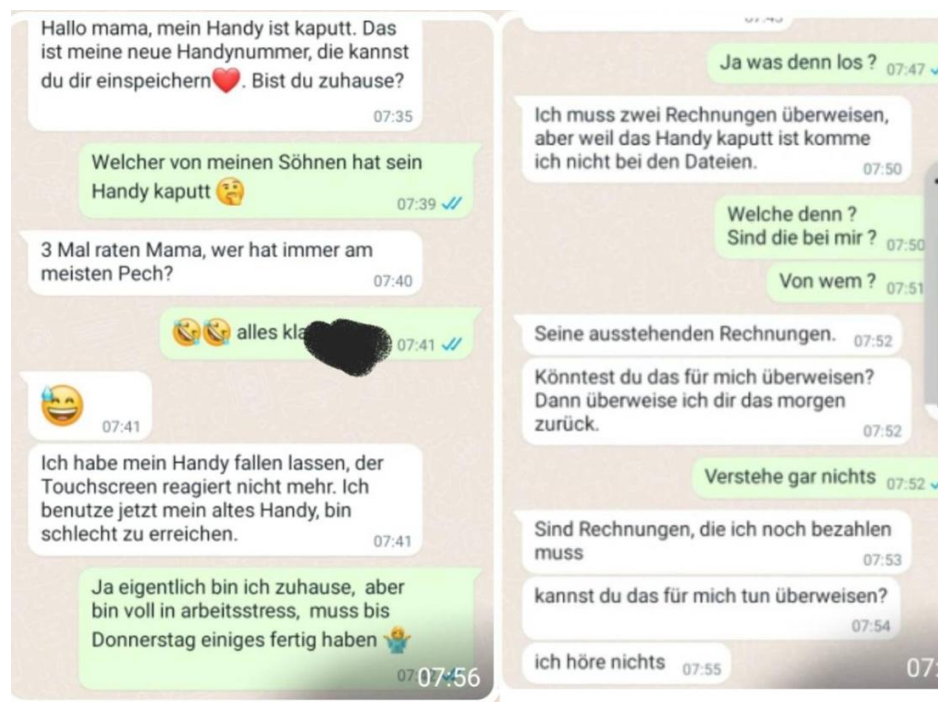 Hallo mama, mein Handy ist kaputt. Das
ist meine neue Handynummer, die kannst
du dir einspeichern❤️. Bist du zuhause?
07:35
Welcher von meinen Söhnen hat sein
Handy kaputt 🤔
07:39
3 Mal raten Mama, wer hat immer am
meisten Pech?
07:40
🤣🤣 alles
07:41
😅
07:41
Ich habe mein Handy fallen lassen, der
Touchscreen reagiert nicht mehr. Ich
benutze jetzt mein altes Handy, bin
schlecht zu erreichen.
07:41
Ja eigentlich bin ich zuhause, aber
bin voll in arbeitsstress, muss bis
Donnerstag einiges fertig haben 🤷
07:56
Ja was denn los ? 07:47
Ich muss zwei Rechnungen überweisen,
aber weil das Handy kaputt ist komme
ich nicht bei den Dateien.
07:50
Welche denn ?
Sind die bei mir ? 07:50
Von wem ? 07:51
Seine ausstehenden Rechnungen. 07:52
Könntest du das für mich überweisen?
Dann überweise ich dir das morgen
zurück.
07:52
Verstehe gar nichts 07:52
Sind Rechnungen, die ich noch bezahlen
muss
07:53
kannst du das für mich tun überweisen?
07:54
ich höre nichts 07:55